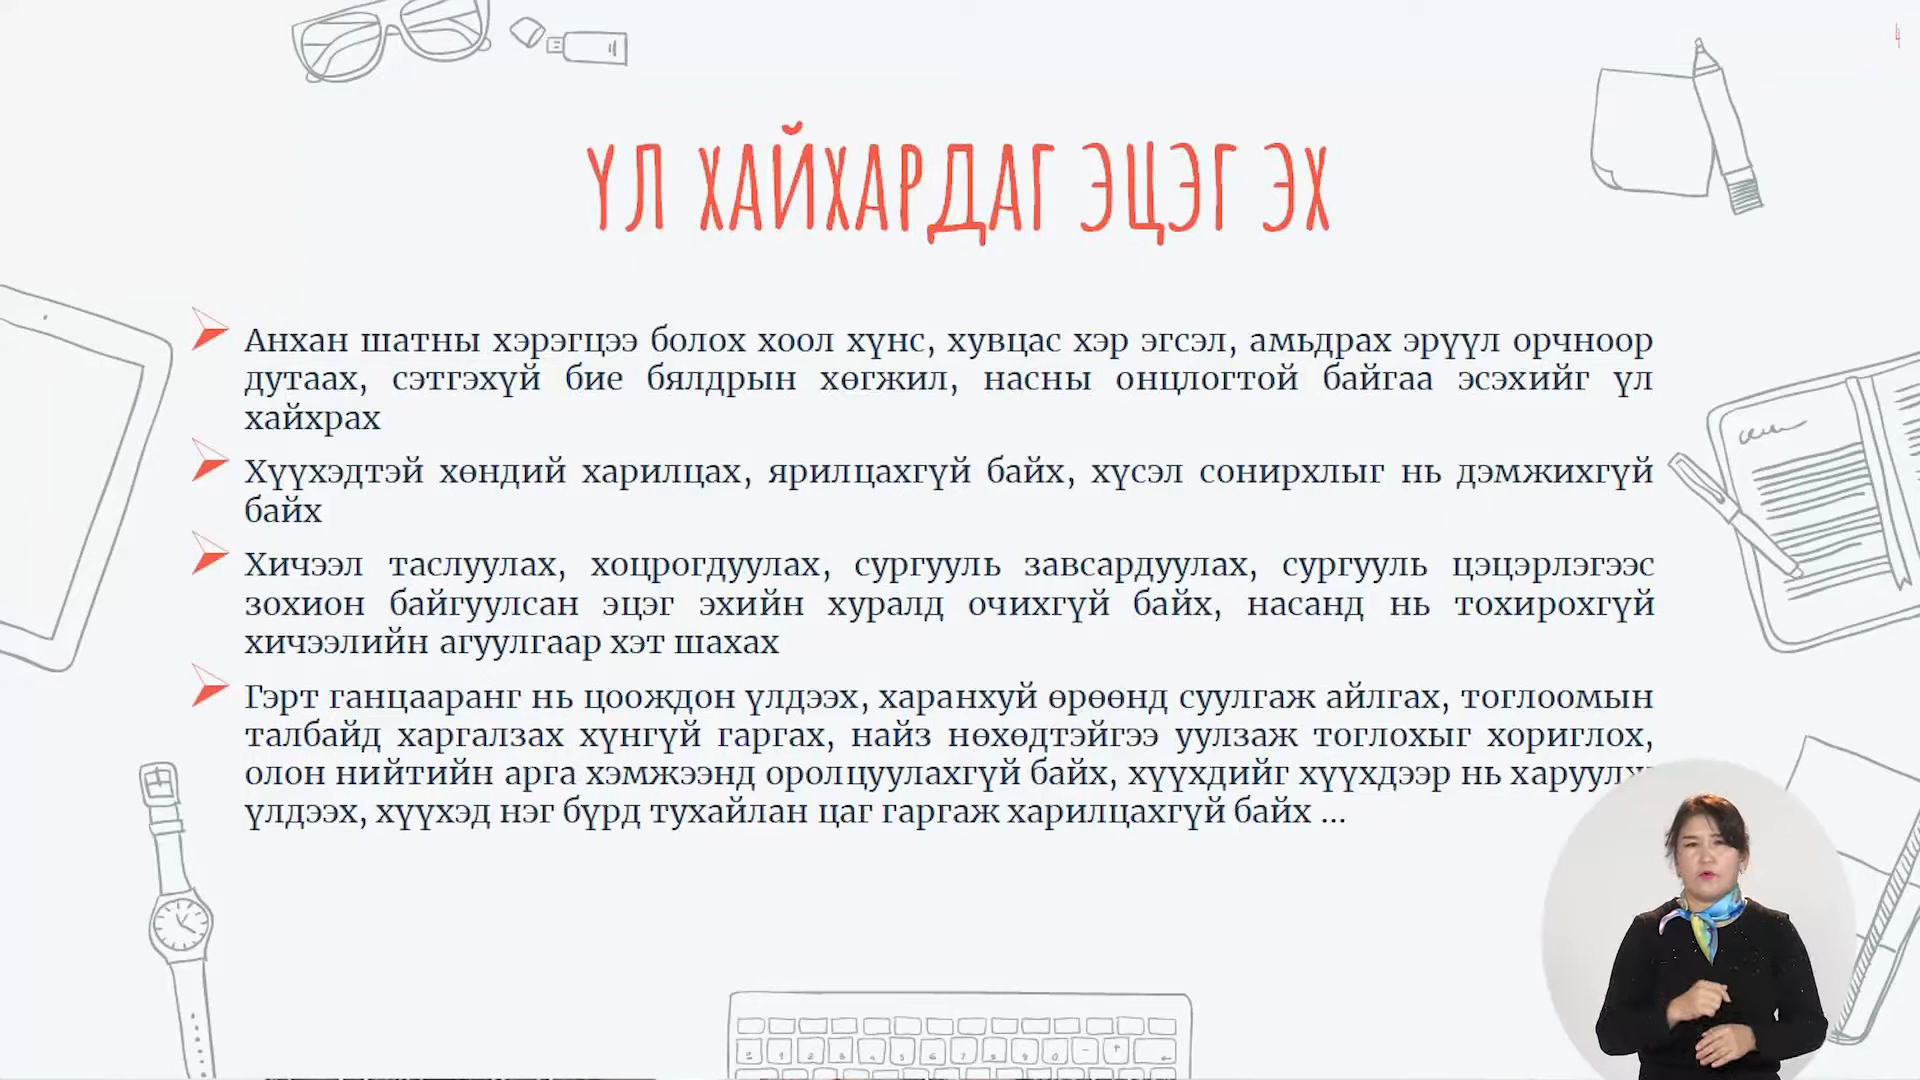 4
ҮЛ ХАЙХАРДАГ ЭЦЭГ ЭХ
Анхан шатны хэрэгцээ болох хоол хүнс, хувцас хэр эгсэл, амьдрах эрүүл орчноор
дутаах, сэтгэхүй бие бялдрын хөгжил, насны онцлогтой байгаа эсэхийг үл
хайхрах
Хүүхэдтэй хөндий харилцах, ярилцахгүй байх, хүсэл сонирхлыг нь дэмжихгүй
байх
Хичээл таслуулах, хоцрогдуулах, сургууль завсардуулах, сургууль цэцэрлэгээс
зохион байгуулсан эцэг эхийн хуралд очихгүй байх, насанд нь тохирохгүй
хичээлийн агуулгаар хэт шахах
Гэрт ганцааранг нь цоождон үлдээх, харанхуй өрөөнд суулгаж айлгах, тоглоомын
талбайд харгалзах хүнгүй гаргах, найз нөхөдтэйгээ уулзаж тоглохыг хориглох,
олон нийтийн арга хэмжээнд оролцуулахгүй байх, хүүхдийг хүүхдээр нь
үлдээх, хүүхэд нэг бүрд тухайлан цаг гаргаж харилцахгүй байх ...